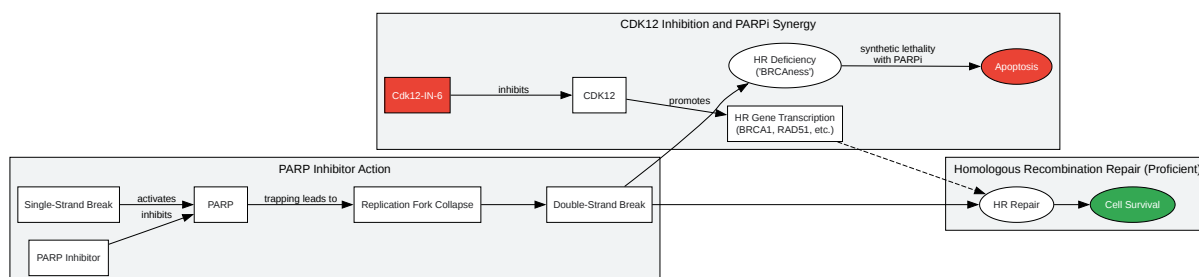 CDK12 Inhibition and PARPi Synergy
HR Deficiency
('BRCAness')
synthetic lethality
with PARPi
Apoptosis
Cdk12-IN-6
inhibits
CDK12
promotes
HR Gene Transcription
(BRCA1, RAD51, etc.)
PARP Inhibitor Action
Single-Strand Break
activates
inhibits
PARP
trapping leads to
Replication Fork Collapse
Double-Strand Break
PARP Inhibitor
Homologous Recombination Repair (Proficient)
HR Repair
Cell Survival